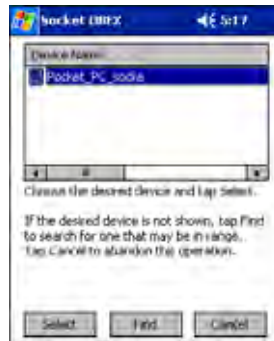 Socket OBEX 5:17
Device Name
Pocket_PC_socke
Choose the desired device and tap Select.
If the desired device is not shown, tap Find
to search for one that may be in range.
Tap Cancel to abandon this operation.
Select Find Cancel